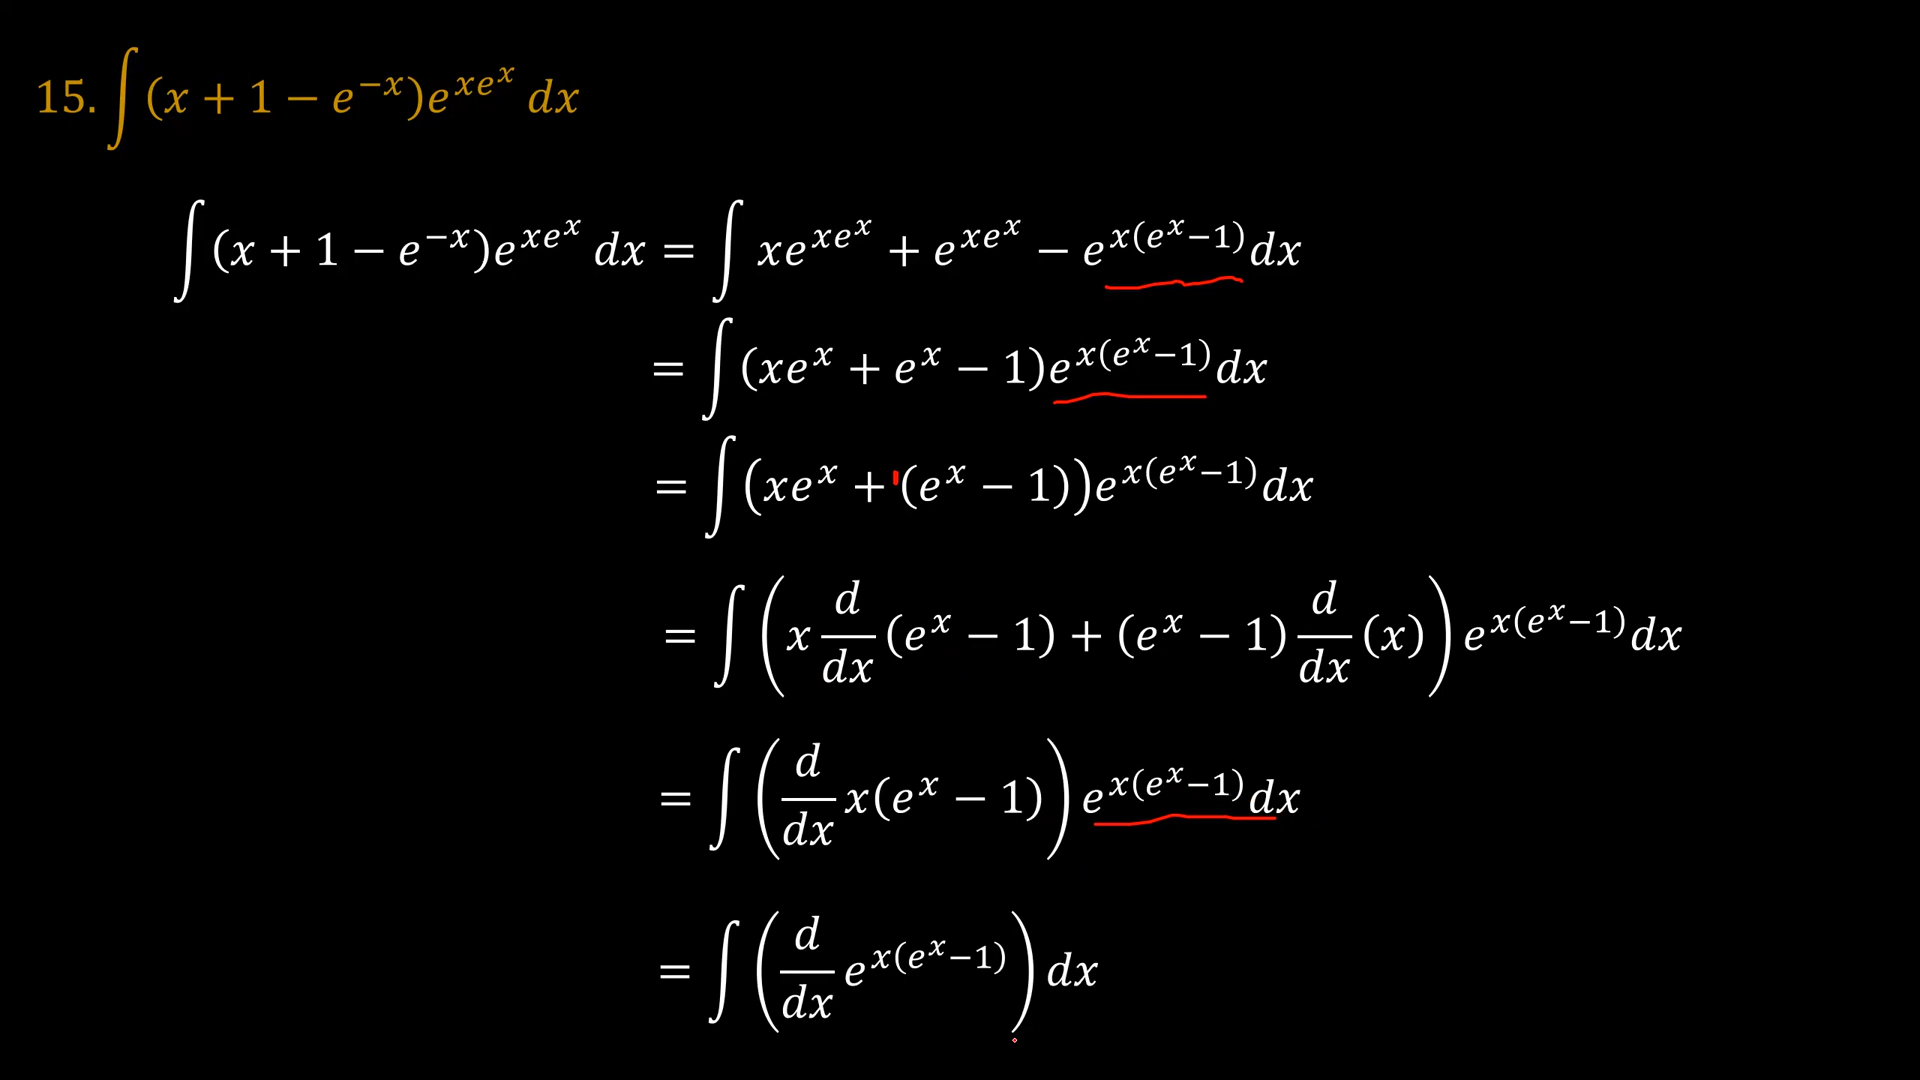 15. ∫(x + 1 − e^{−x})e^{xe^x} dx
∫(x + 1 − e^{−x})e^{xe^x} dx = ∫ xe^{xe^x} + e^{xe^x} − e^{x(e^x−1)}dx
= ∫(xe^x + e^x − 1)e^{x(e^x−1)}dx
= ∫(xe^x + (e^x − 1))e^{x(e^x−1)}dx
= ∫(x d/dx (e^x − 1) + (e^x − 1) d/dx (x)) e^{x(e^x−1)}dx
= ∫(d/dx x(e^x − 1)) e^{x(e^x−1)}dx
= ∫(d/dx e^{x(e^x−1)}) dx